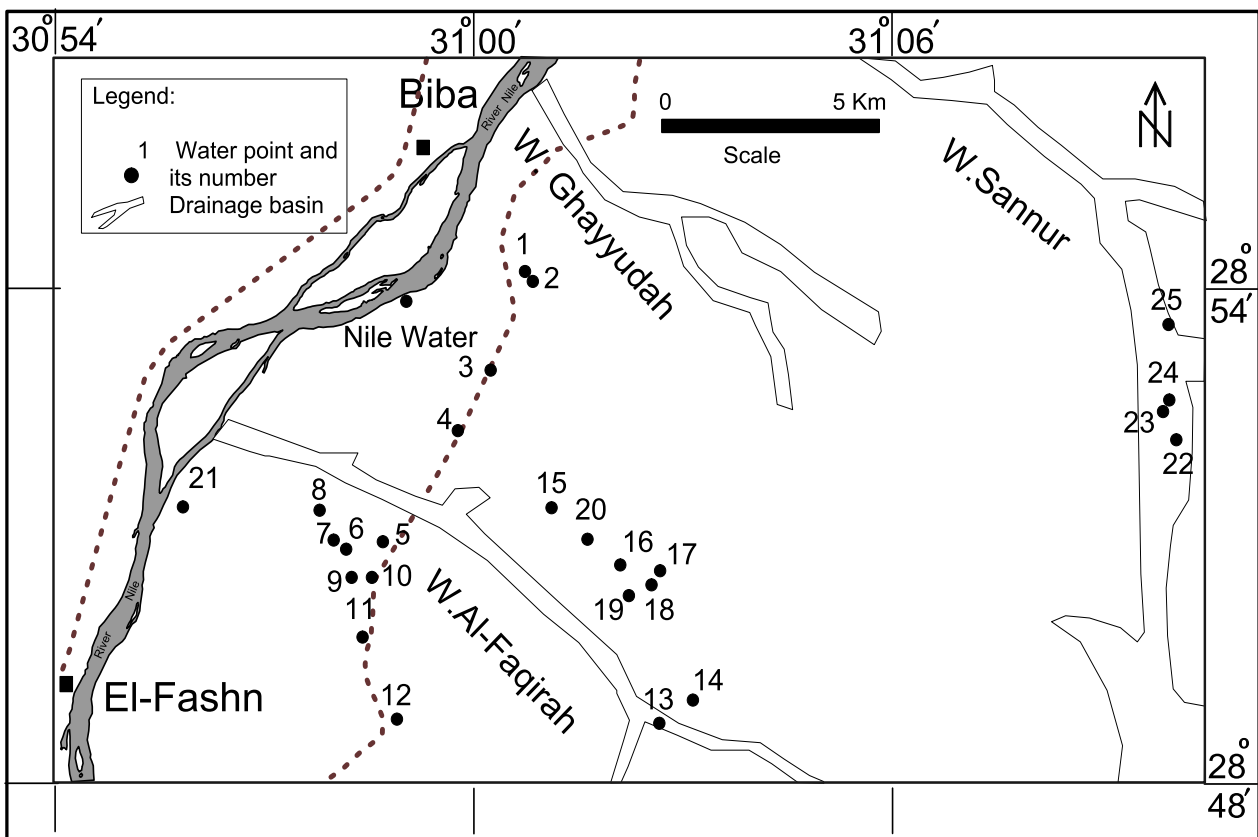 30°54′
31°00′
31°06′
Legend:
1 Water point and
its number
Drainage basin
Biba
River Nile
0 5 Km
Scale
N
W. Ghayyudah
W.Sannur
1
2
28°
54′
25
Nile Water
3
24
4
23
22
21
8
15
20
7
6
5
16
17
9
10
19
18
11
W.Al-Faqirah
River Nile
El-Fashn
12
13
14
28°
48′